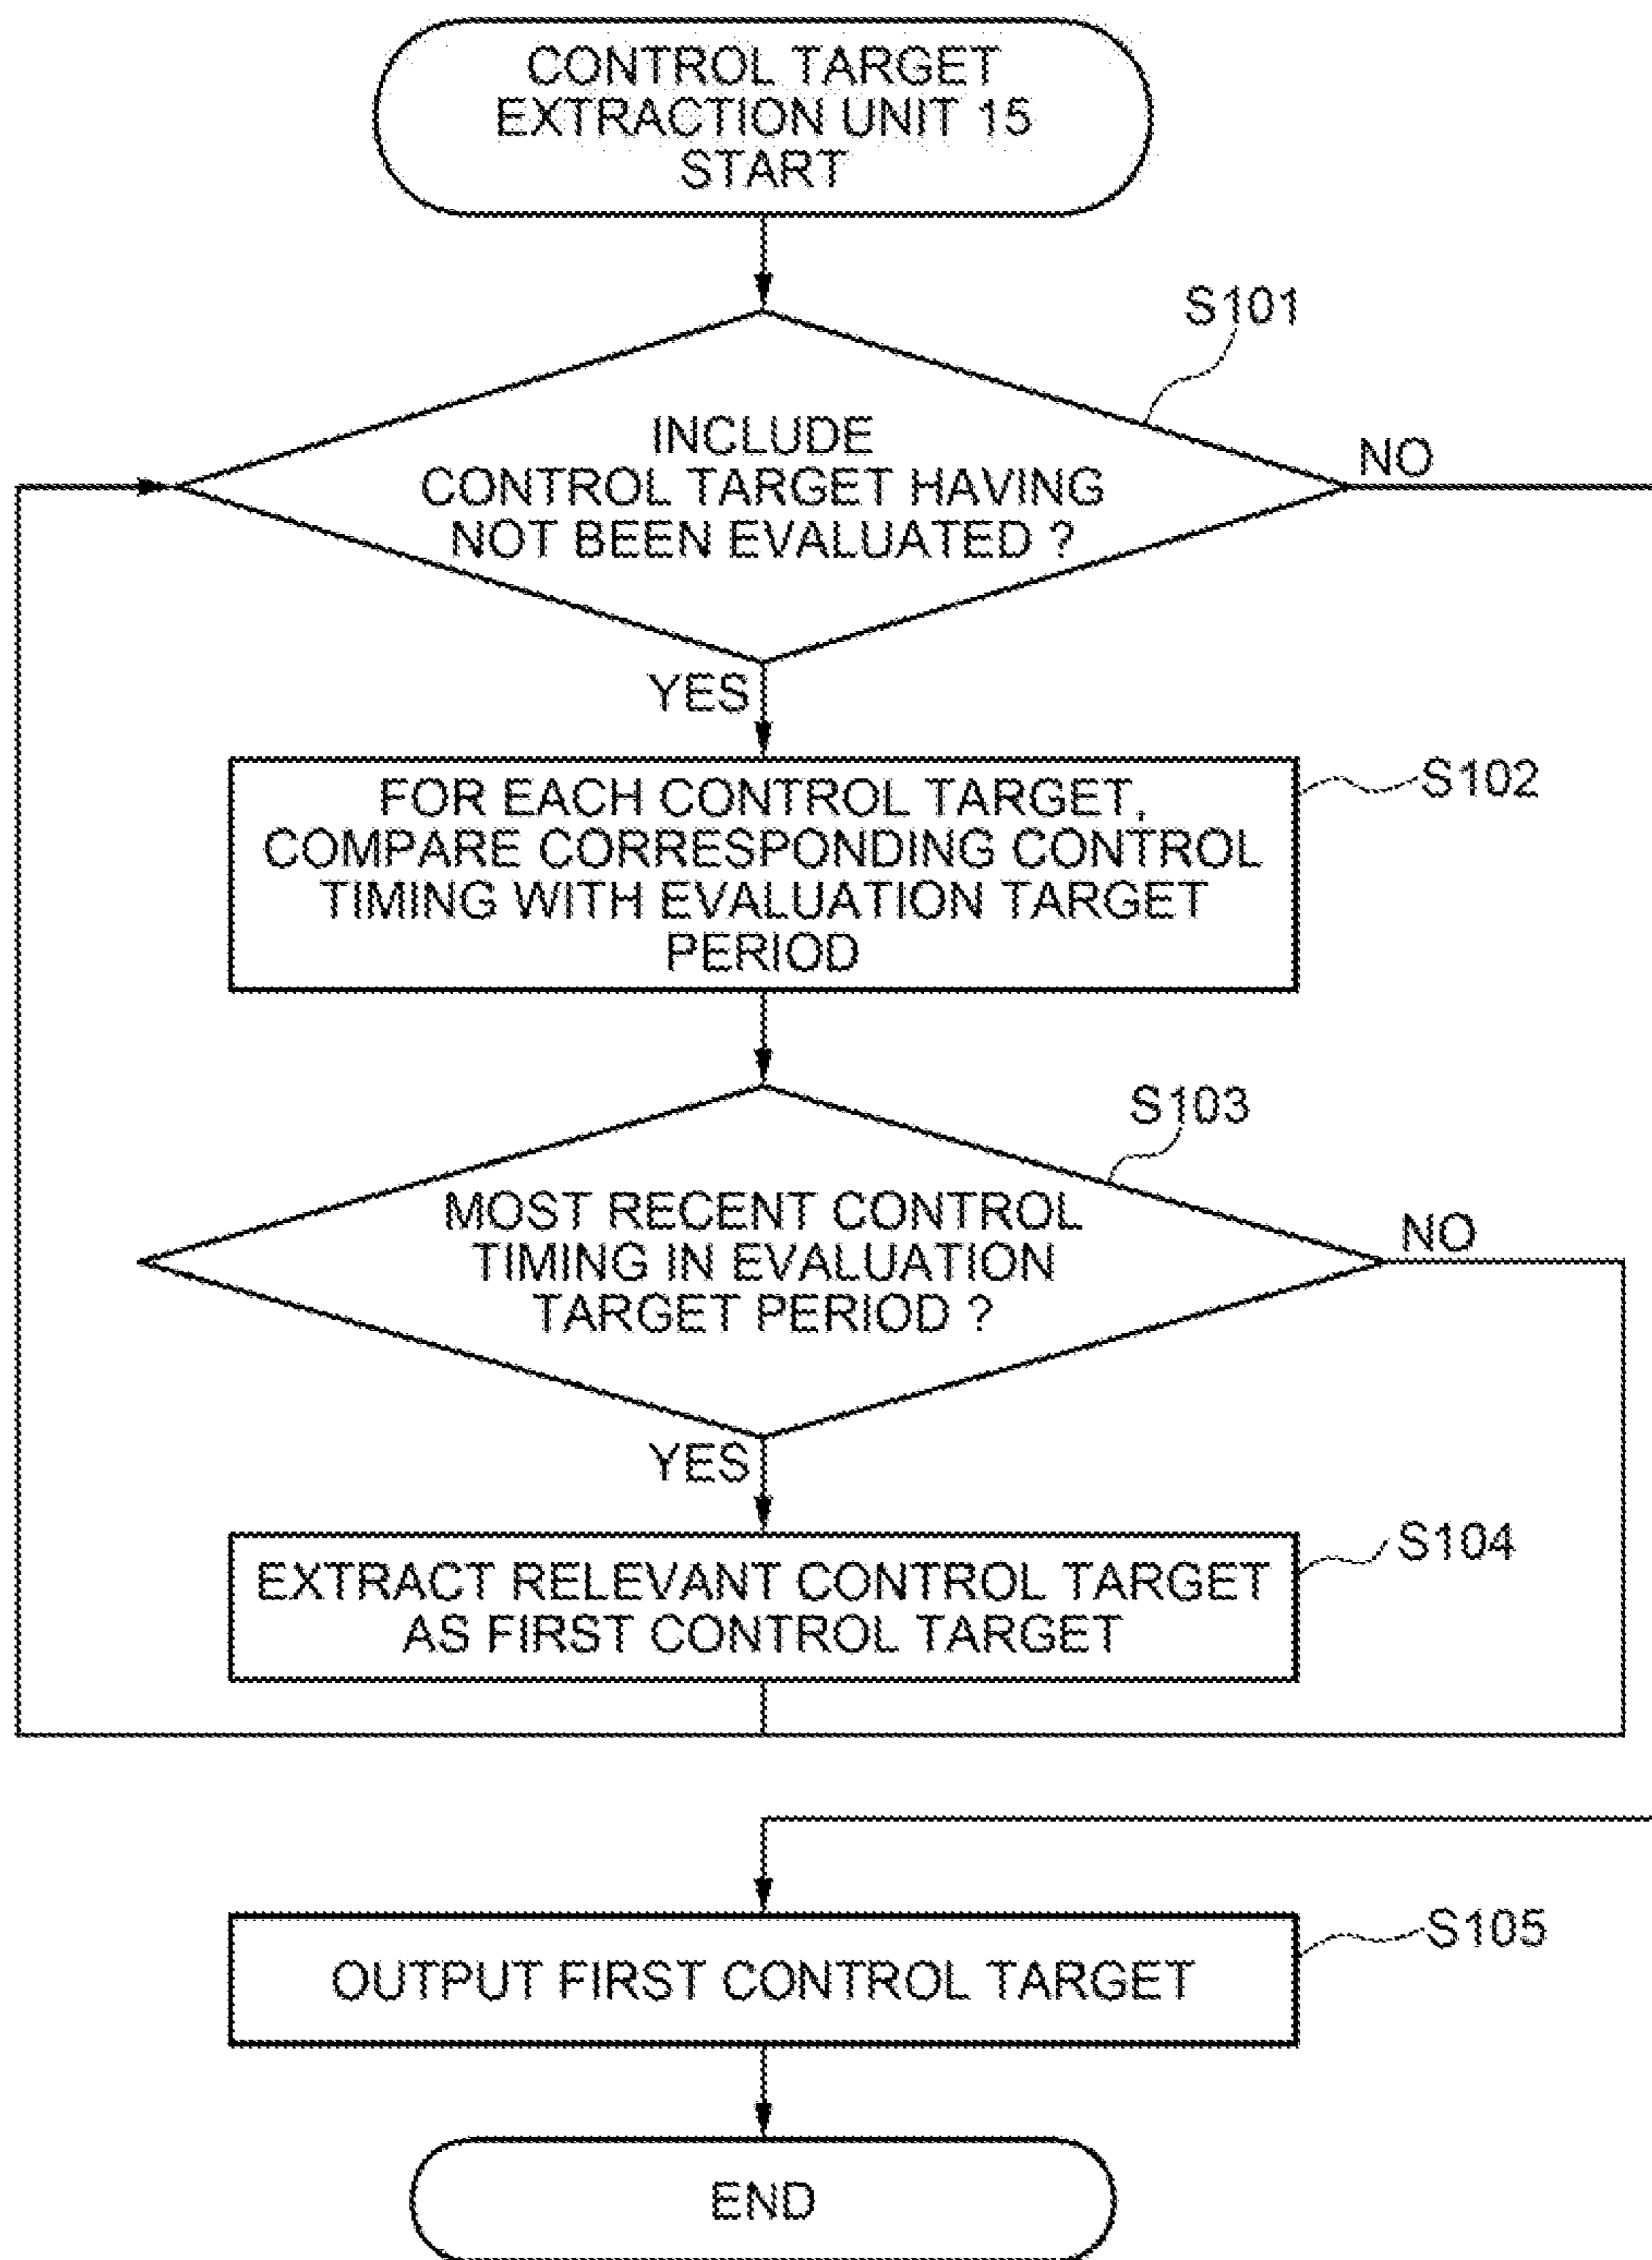 CONTROL TARGET
EXTRACTION UNIT 15
START
S101
INCLUDE
CONTROL TARGET HAVING
NOT BEEN EVALUATED ?
NO
YES
S102
FOR EACH CONTROL TARGET,
COMPARE CORRESPONDING CONTROL
TIMING WITH EVALUATION TARGET
PERIOD
S103
MOST RECENT CONTROL
TIMING IN EVALUATION
TARGET PERIOD ?
NO
YES
S104
EXTRACT RELEVANT CONTROL TARGET
AS FIRST CONTROL TARGET
S105
OUTPUT FIRST CONTROL TARGET
END